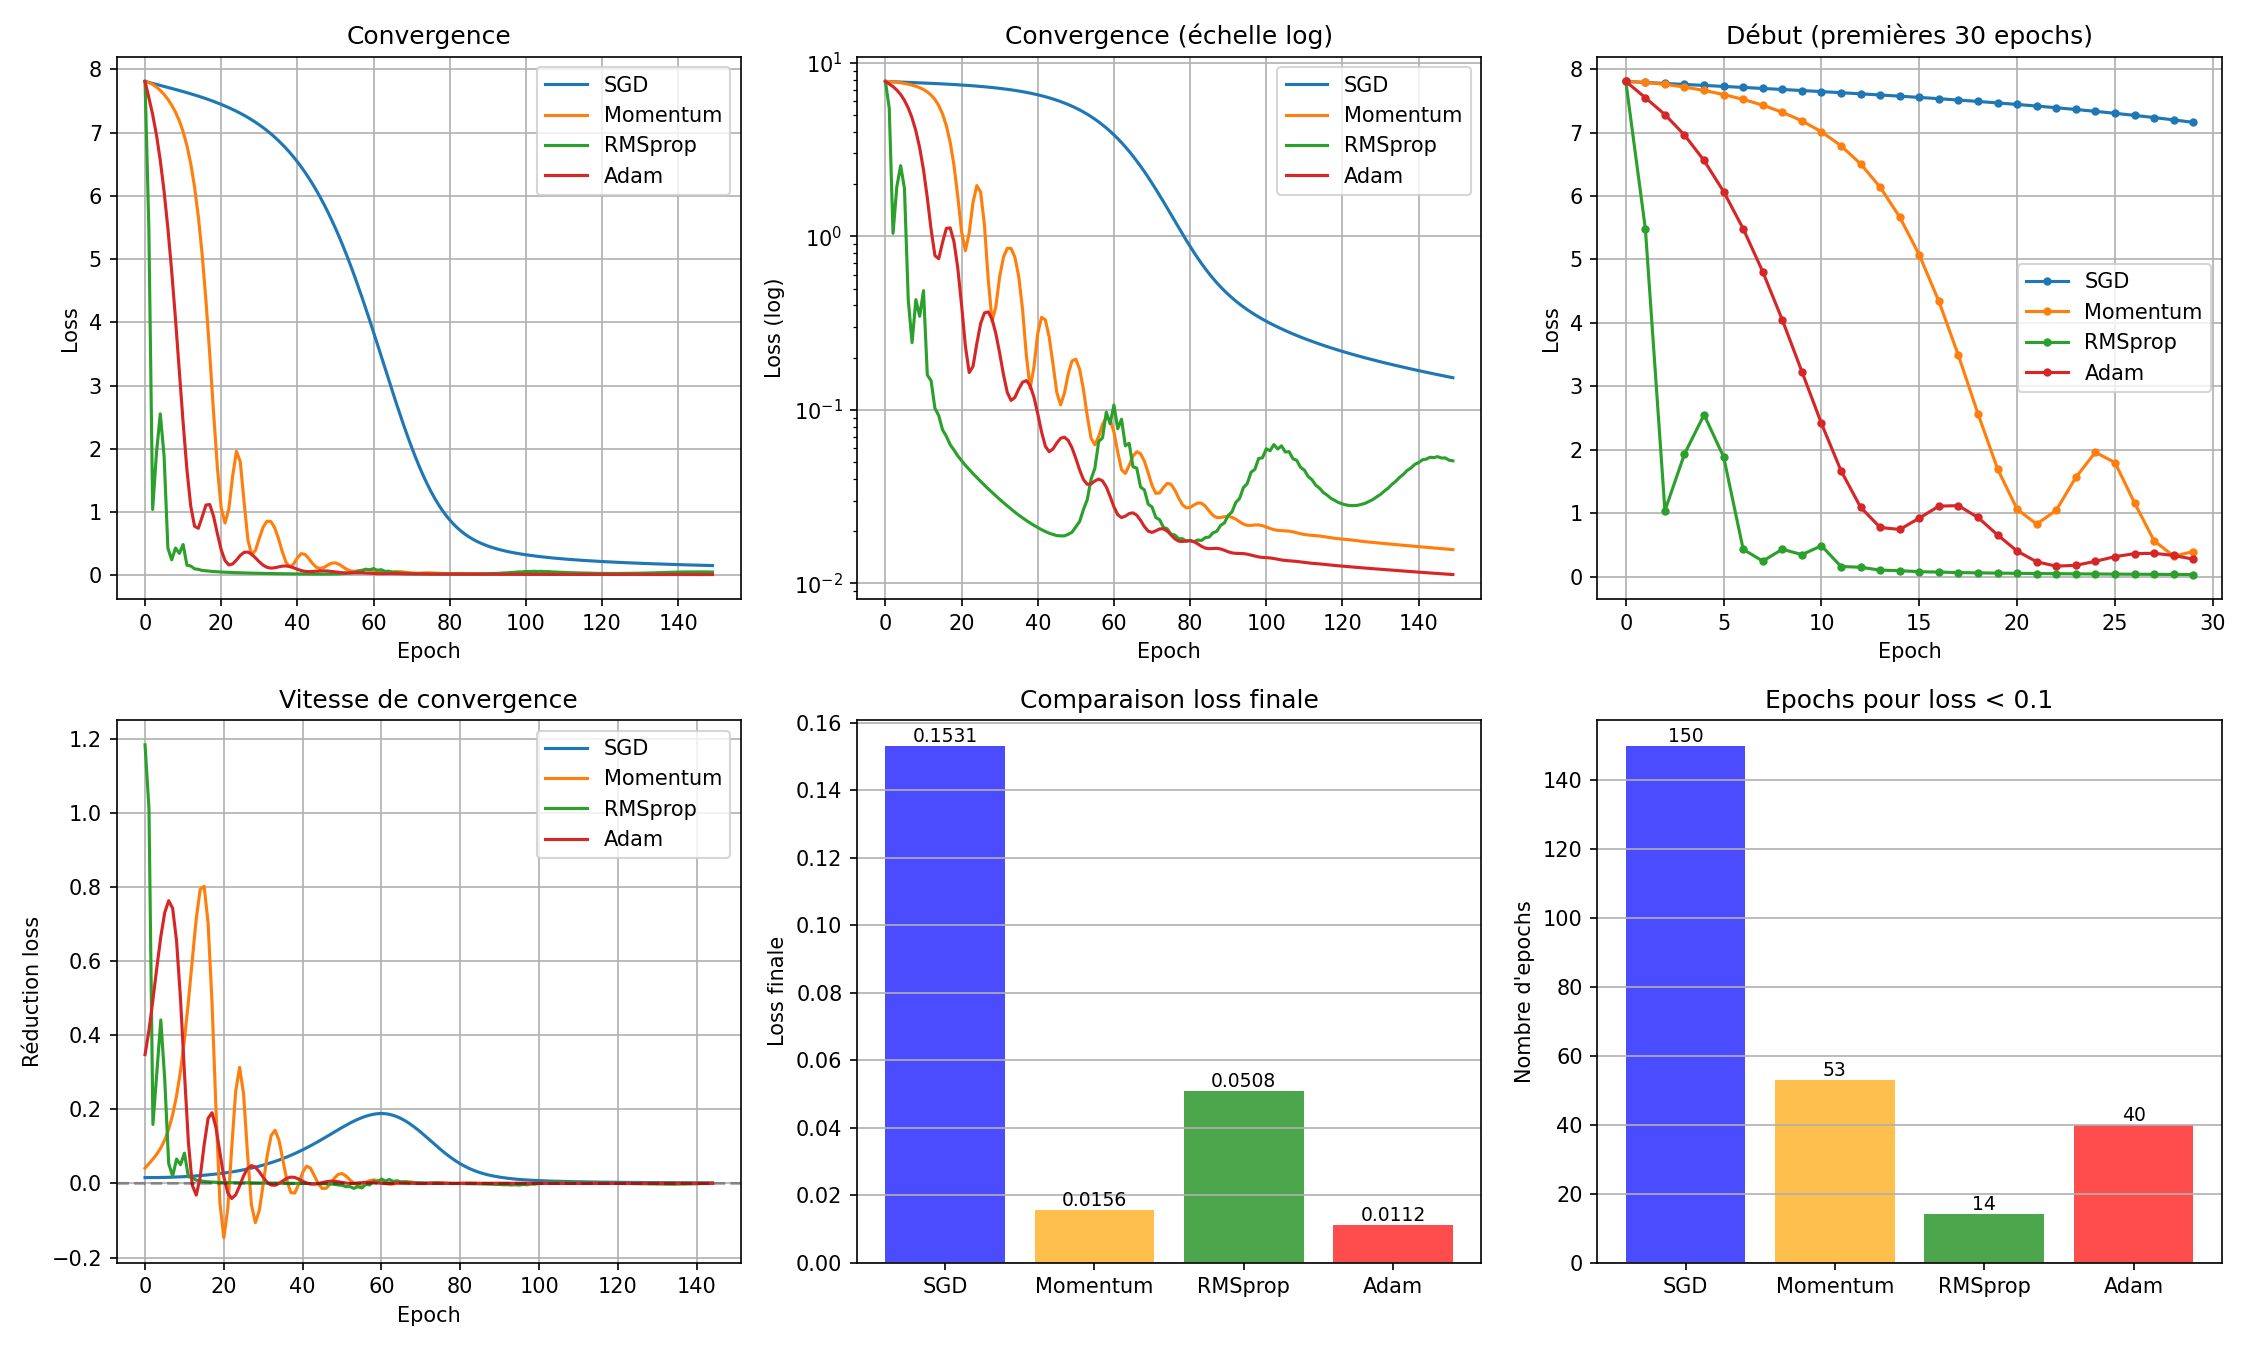 Convergence
Loss
8
7
6
5
4
3
2
1
0
SGD
Momentum
RMSprop
Adam
0 20 40 60 80 100 120 140
Epoch
Convergence (échelle log)
Loss (log)
10¹
10⁰
10⁻¹
10⁻²
SGD
Momentum
RMSprop
Adam
0 20 40 60 80 100 120 140
Epoch
Début (premières 30 epochs)
Loss
8
7
6
5
4
3
2
1
0
SGD
Momentum
RMSprop
Adam
0 5 10 15 20 25 30
Epoch
Vitesse de convergence
Réduction loss
1.2
1.0
0.8
0.6
0.4
0.2
0.0
−0.2
SGD
Momentum
RMSprop
Adam
0 20 40 60 80 100 120 140
Epoch
Comparaison loss finale
Loss finale
0.16
0.14
0.12
0.10
0.08
0.06
0.04
0.02
0.00
0.1531
0.0156
0.0508
0.0112
SGD Momentum RMSprop Adam
Epochs pour loss < 0.1
Nombre d'epochs
140
120
100
80
60
40
20
0
150
53
14
40
SGD Momentum RMSprop Adam